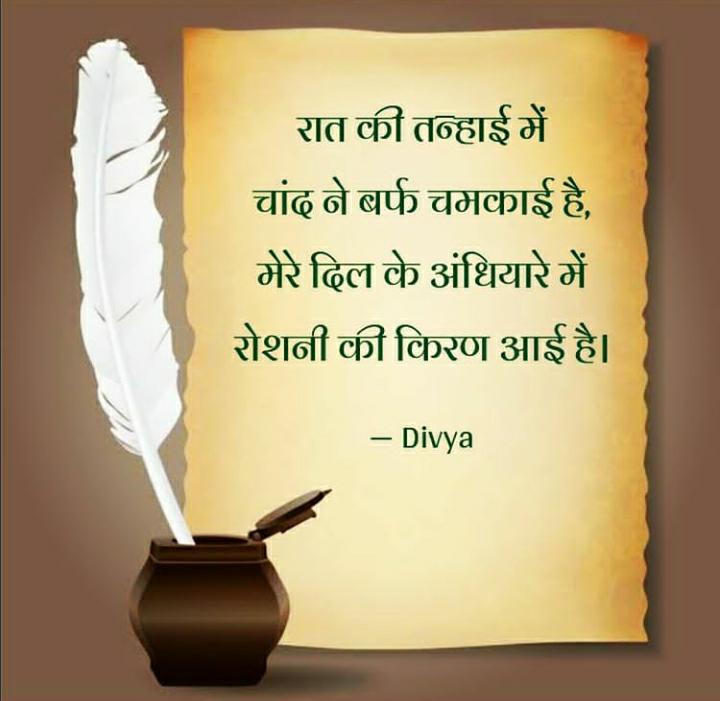 रात की तन्हाई में
चांद ने बर्फ चमकाई है,
मेरे दिल के अंधियारे में
रोशनी की किरण आई है।
– Divya